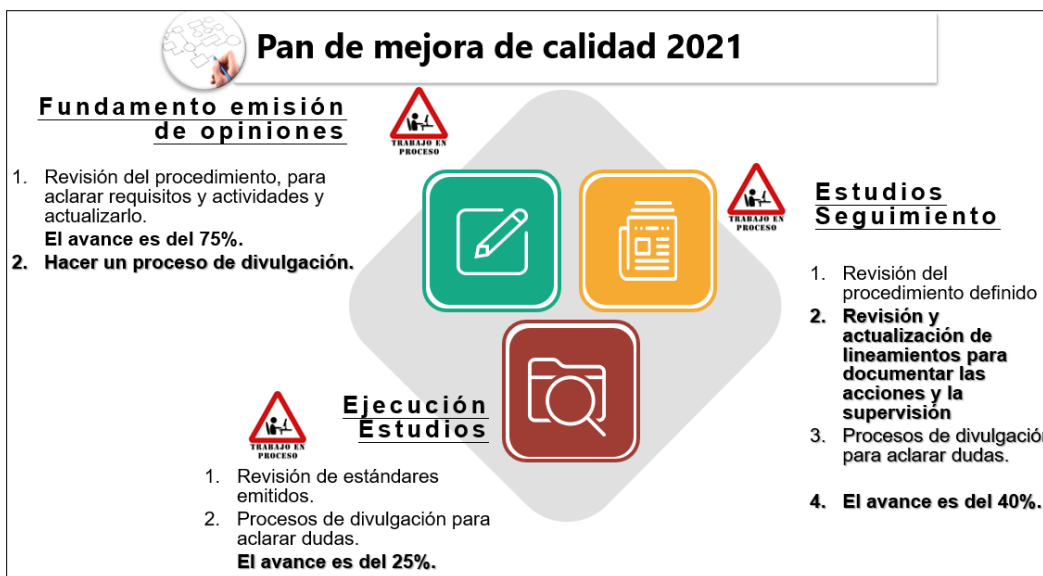 Pan de mejora de calidad 2021
Fundamento emisión
de opiniones
TRABAJO EN
PROCESO
1. Revisión del procedimiento, para
aclarar requisitos y actividades y
actualizarlo.
El avance es del 75%.
2. Hacer un proceso de divulgación.
TRABAJO EN
PROCESO
Estudios
Seguimiento
1. Revisión del
procedimiento definido
2. Revisión y
actualización de
lineamientos para
documentar las
acciones y la
supervisión
3. Procesos de divulgación
para aclarar dudas.
4. El avance es del 40%.
TRABAJO EN
PROCESO
Ejecución
Estudios
1. Revisión de estándares
emitidos.
2. Procesos de divulgación para
aclarar dudas.
El avance es del 25%.